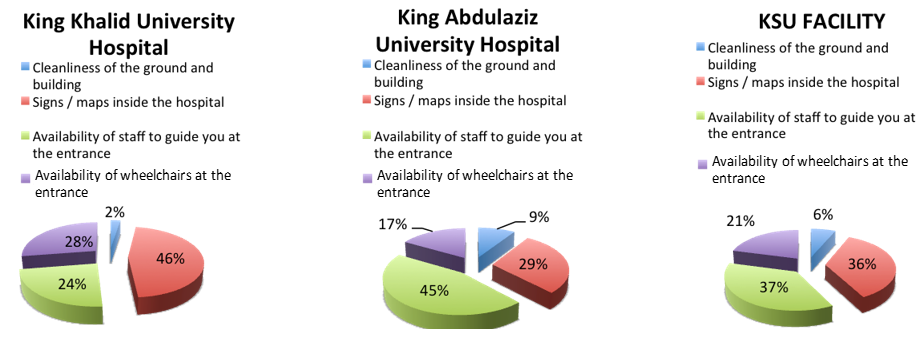 King Khalid University
Hospital
Cleanliness of the ground and
building
Signs / maps inside the hospital
Availability of staff to guide you at
the entrance
Availability of wheelchairs at the
entrance
2%
46%
24%
28%
King Abdulaziz
University Hospital
Cleanliness of the ground and
building
Signs / maps inside the hospital
Availability of staff to guide you at
the entrance
Availability of wheelchairs at the
entrance
9%
29%
45%
17%
KSU FACILITY
Cleanliness of the ground and
building
Signs / maps inside the hospital
Availability of staff to guide you at
the entrance
Availability of wheelchairs at the
entrance
6%
36%
37%
21%